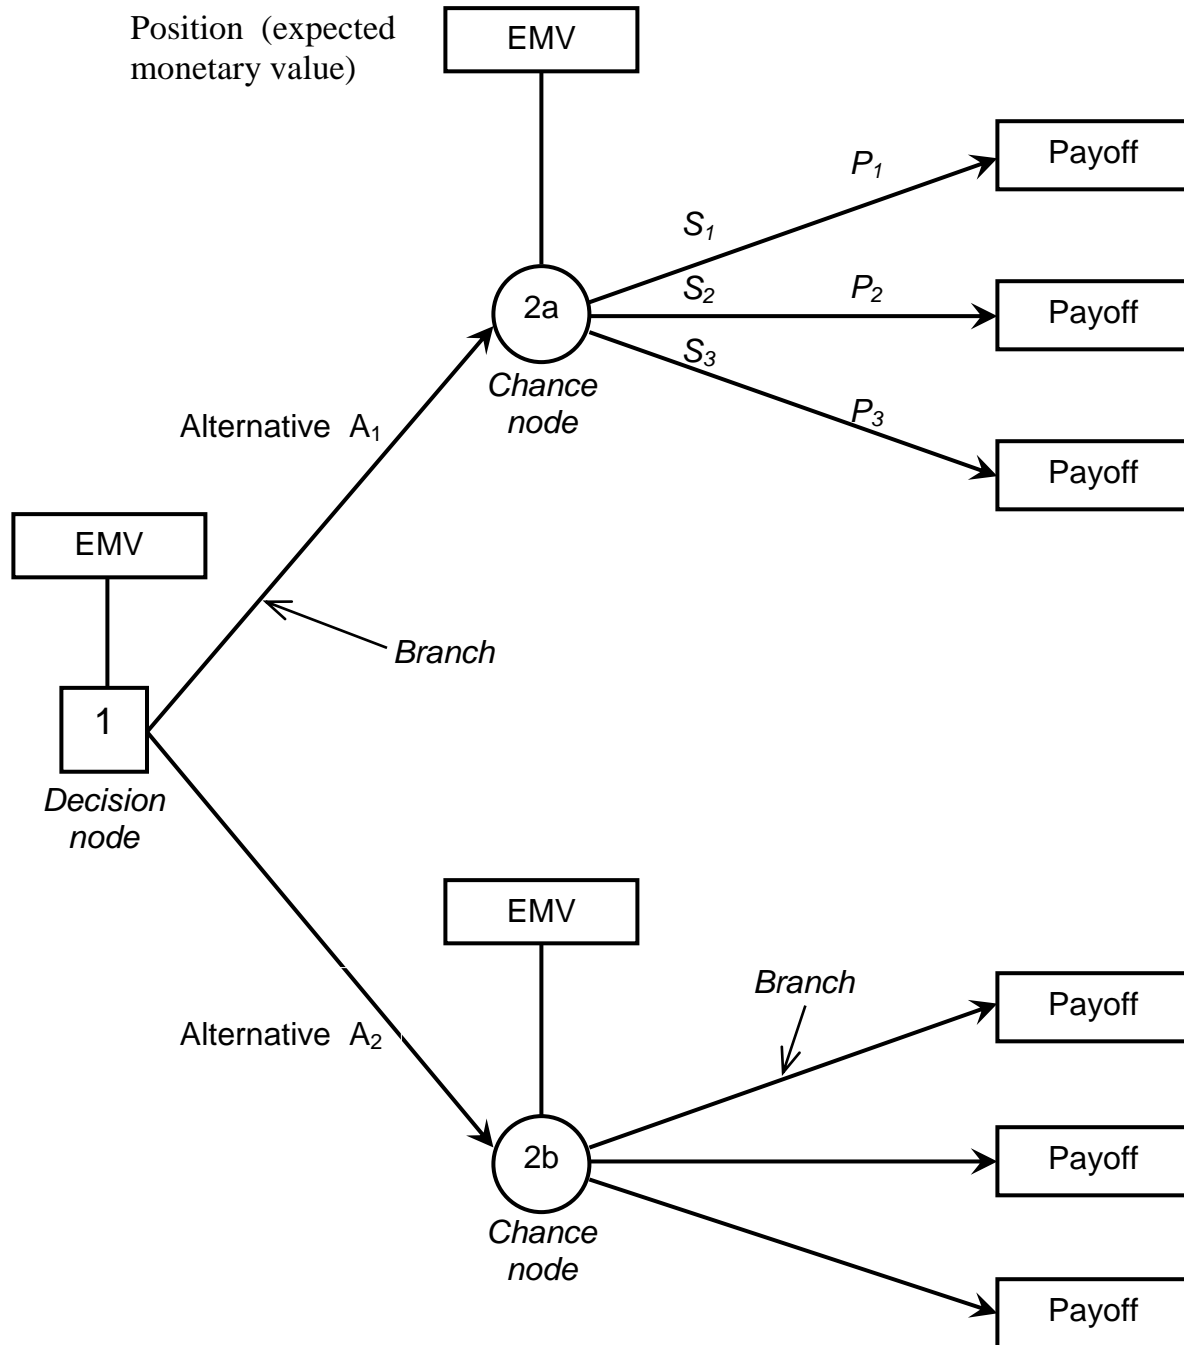 Position (expected
monetary value)
EMV
Payoff
P₁
S₁
S₂
P₂
Payoff
2a
S₃
Chance
node
P₃
Payoff
Alternative A₁
EMV
Branch
1
Decision
node
EMV
Branch
Payoff
Alternative A₂
2b
Payoff
Chance
node
Payoff